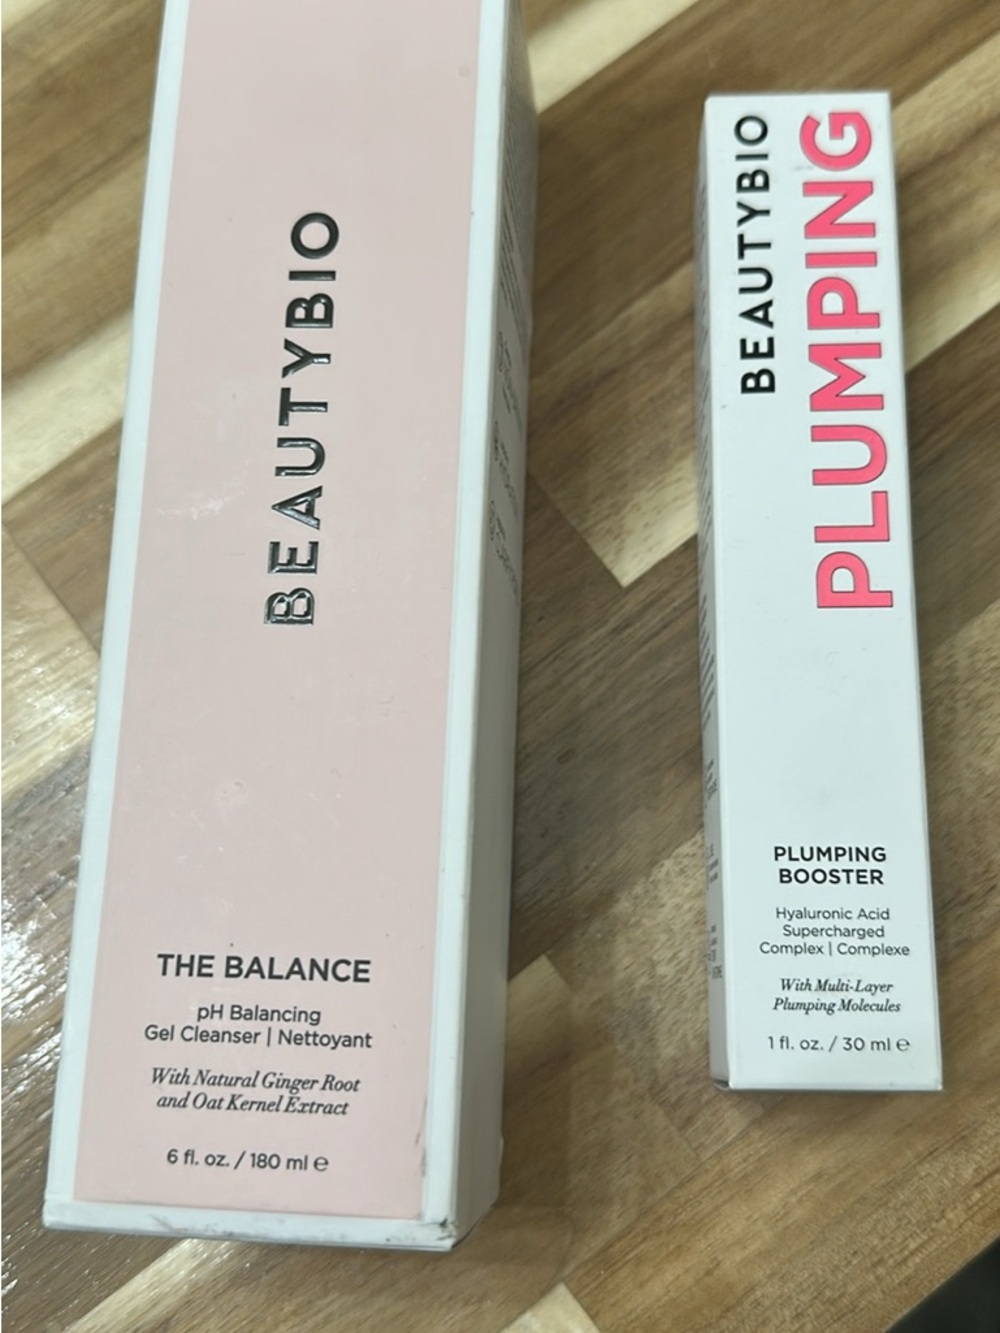 BEAUTYBIO
THE BALANCE
pH Balancing
Gel Cleanser | Nettoyant
With Natural Ginger Root
and Oat Kernel Extract
6 fl. oz. / 180 ml ℮
BEAUTYBIO
PLUMPING
PLUMPING
BOOSTER
Hyaluronic Acid
Supercharged
Complex | Complexe
With Multi-Layer
Plumping Molecules
1 fl. oz. / 30 ml ℮